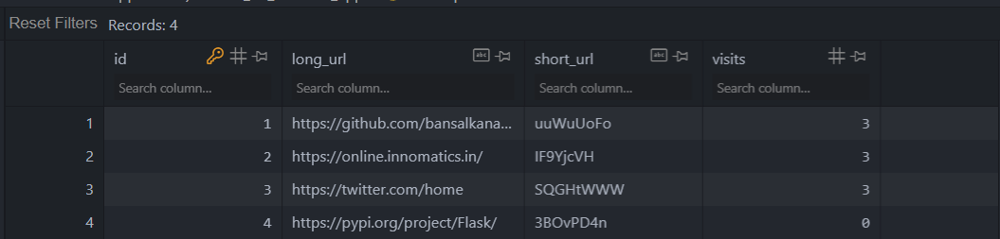 Reset Filters Records: 4
id long_url short_url visits
Search column... Search column... Search column... Search column...
1 1 https://github.com/bansalkana... uuWuUoFo 3
2 2 https://online.innomatics.in/ IF9YjcVH 3
3 3 https://twitter.com/home SQGHtWWW 3
4 4 https://pypi.org/project/Flask/ 3BOvPD4n 0